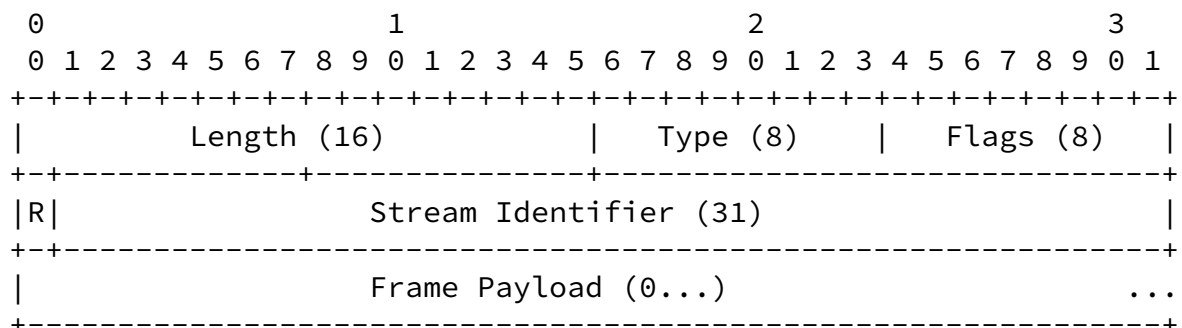 0                   1                   2                   3
 0 1 2 3 4 5 6 7 8 9 0 1 2 3 4 5 6 7 8 9 0 1 2 3 4 5 6 7 8 9 0 1
+-+-+-+-+-+-+-+-+-+-+-+-+-+-+-+-+-+-+-+-+-+-+-+-+-+-+-+-+-+-+-+-+
|         Length (16)           |   Type (8)    |   Flags (8)   |
+-+-------------+---------------+-------------------------------+
|R|                 Stream Identifier (31)                      |
+-+-------------------------------------------------------------+
|                   Frame Payload (0...)                      ...
+---------------------------------------------------------------+